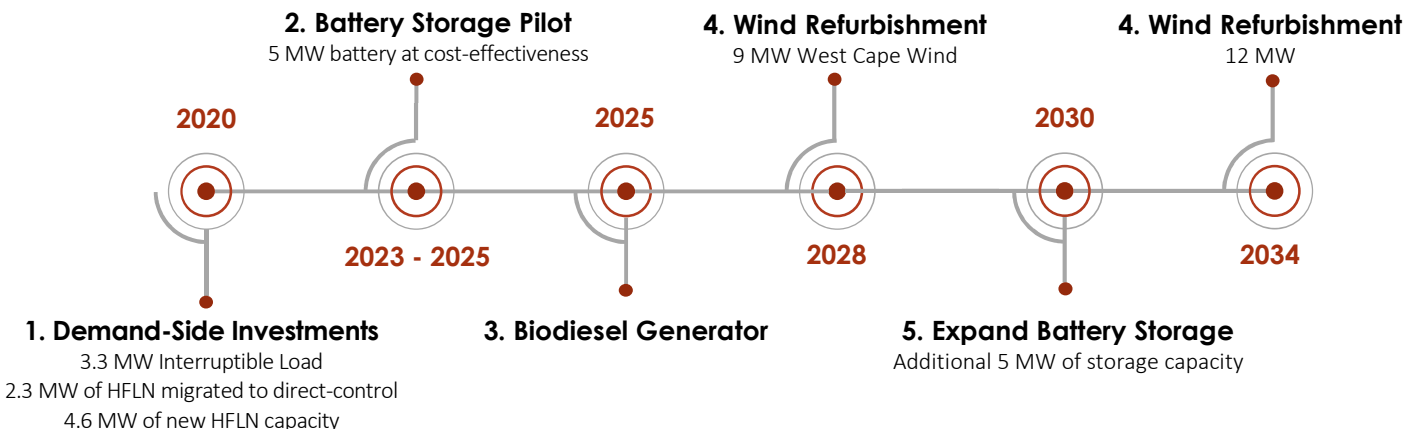 2. Battery Storage Pilot
5 MW battery at cost-effectiveness
4. Wind Refurbishment
9 MW West Cape Wind
4. Wind Refurbishment
12 MW
2020
2025
2030
2023 - 2025
2028
2034
1. Demand-Side Investments
3.3 MW Interruptible Load
2.3 MW of HFLN migrated to direct-control
4.6 MW of new HFLN capacity
3. Biodiesel Generator
5. Expand Battery Storage
Additional 5 MW of storage capacity